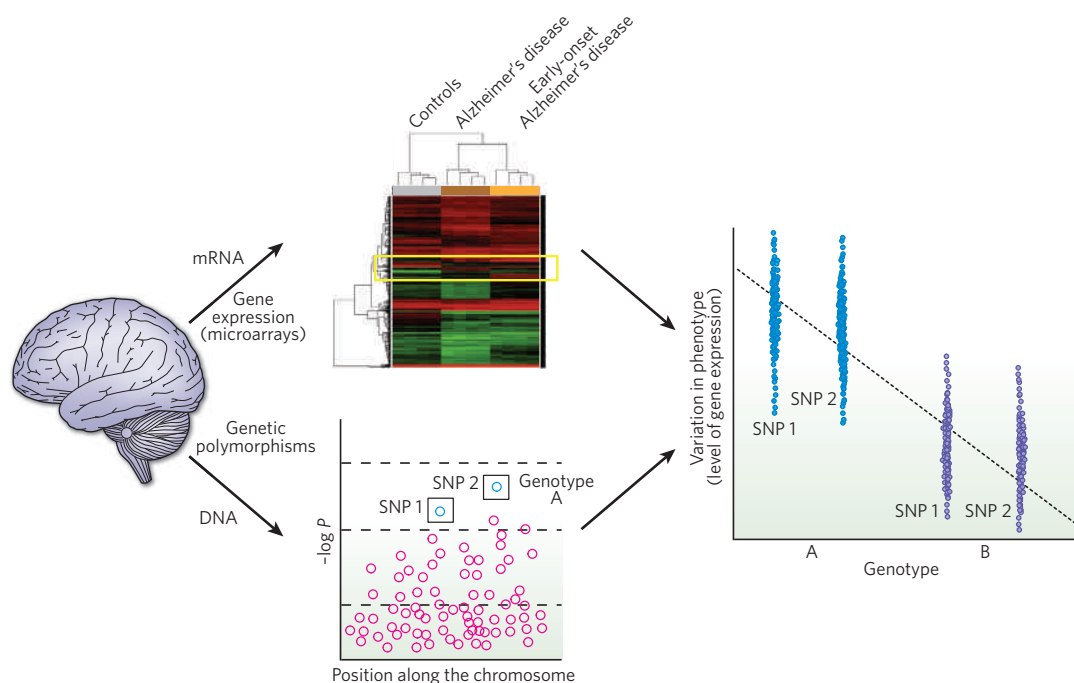 Controls
Alzheimer's disease
Early-onset
Alzheimer's disease
mRNA
Gene
expression
(microarrays)
Genetic
polymorphisms
DNA
SNP 2
Genotype
A
SNP 1
–log P
Position along the chromosome
Variation in phenotype
(level of gene expression)
SNP 2
SNP 1
SNP 1
SNP 2
A
B
Genotype